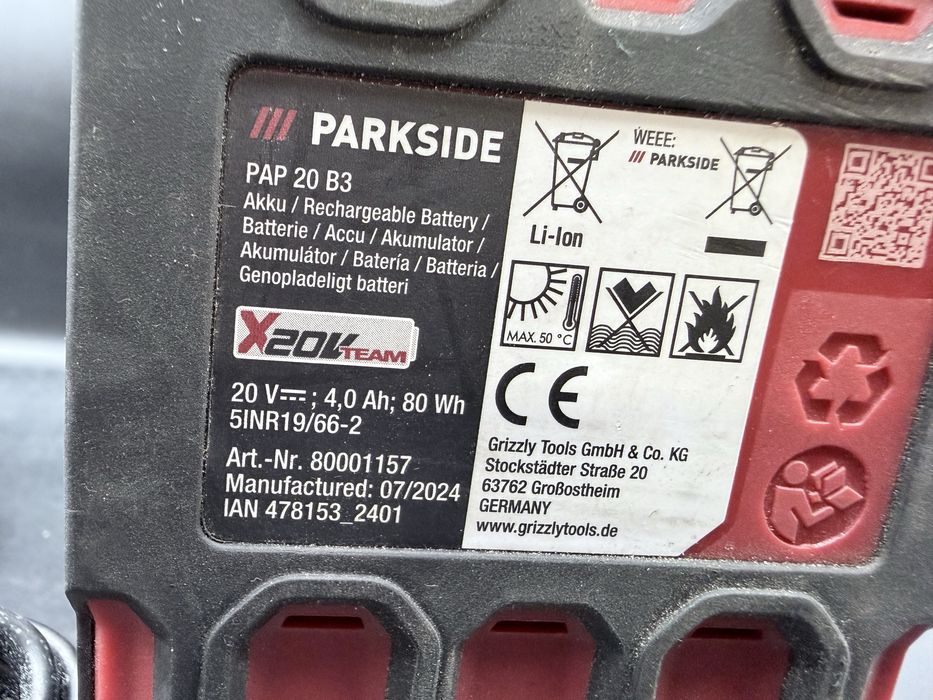 PARKSIDE
PAP 20 B3
Akku / Rechargeable Battery /
Batterie / Accu / Akumulator /
Akumulátor / Batería / Batteria /
Genopladeligt batteri
X20V TEAM
20 V⎓; 4,0 Ah; 80 Wh
5INR19/66-2
Art.-Nr. 80001157
Manufactured: 07/2024
IAN 478153_2401
Li-Ion
WEEE:
PARKSIDE
MAX. 50 °C
CE
Grizzly Tools GmbH & Co. KG
Stockstädter Straße 20
63762 Großostheim
GERMANY
www.grizzlytools.de